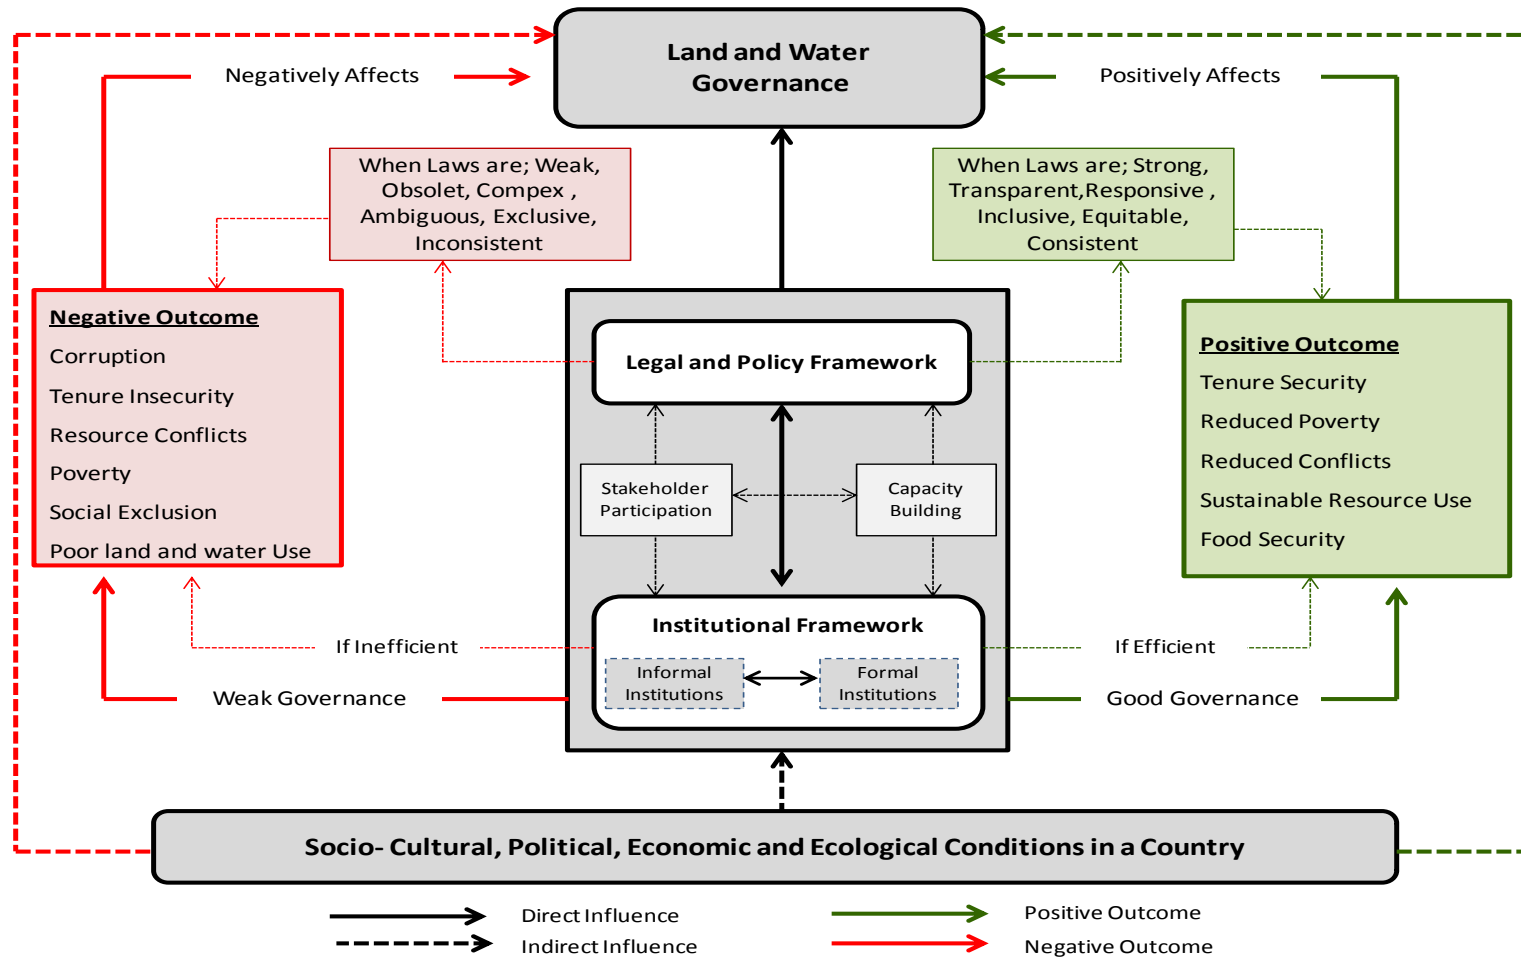 Land and Water
Governance
Negatively Affects
Positively Affects
When Laws are; Weak,
Obsolet, Compex ,
Ambiguous, Exclusive,
Inconsistent
When Laws are; Strong,
Transparent,Responsive ,
Inclusive, Equitable,
Consistent
Negative Outcome
Corruption
Tenure Insecurity
Resource Conflicts
Poverty
Social Exclusion
Poor land and water Use
Legal and Policy Framework
Stakeholder
Participation
Capacity
Building
Positive Outcome
Tenure Security
Reduced Poverty
Reduced Conflicts
Sustainable Resource Use
Food Security
Institutional Framework
Informal
Institutions
Formal
Institutions
If Inefficient
If Efficient
Weak Governance
Good Governance
Socio- Cultural, Political, Economic and Ecological Conditions in a Country
Direct Influence
Positive Outcome
Indirect Influence
Negative Outcome